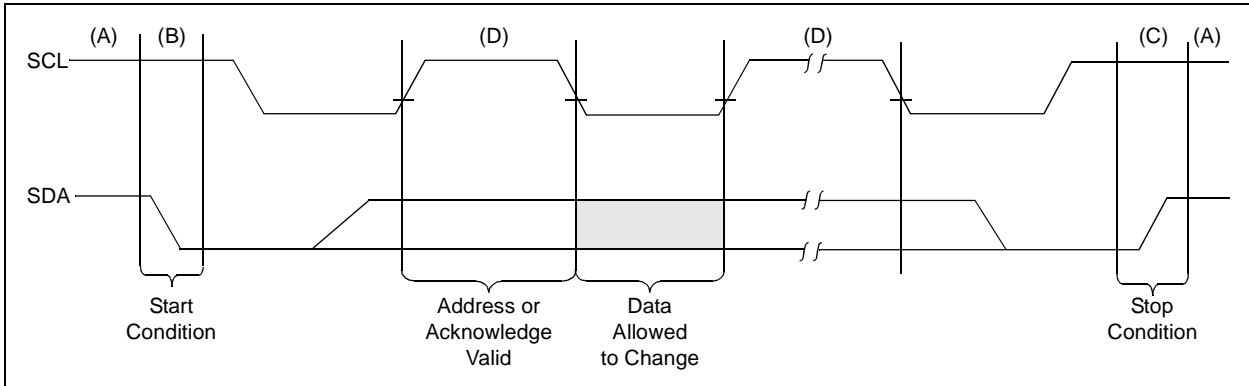 (A) (B) (D) (D) (C) (A)
SCL
SDA
Start
Condition
Address or
Acknowledge
Valid
Data
Allowed
to Change
Stop
Condition